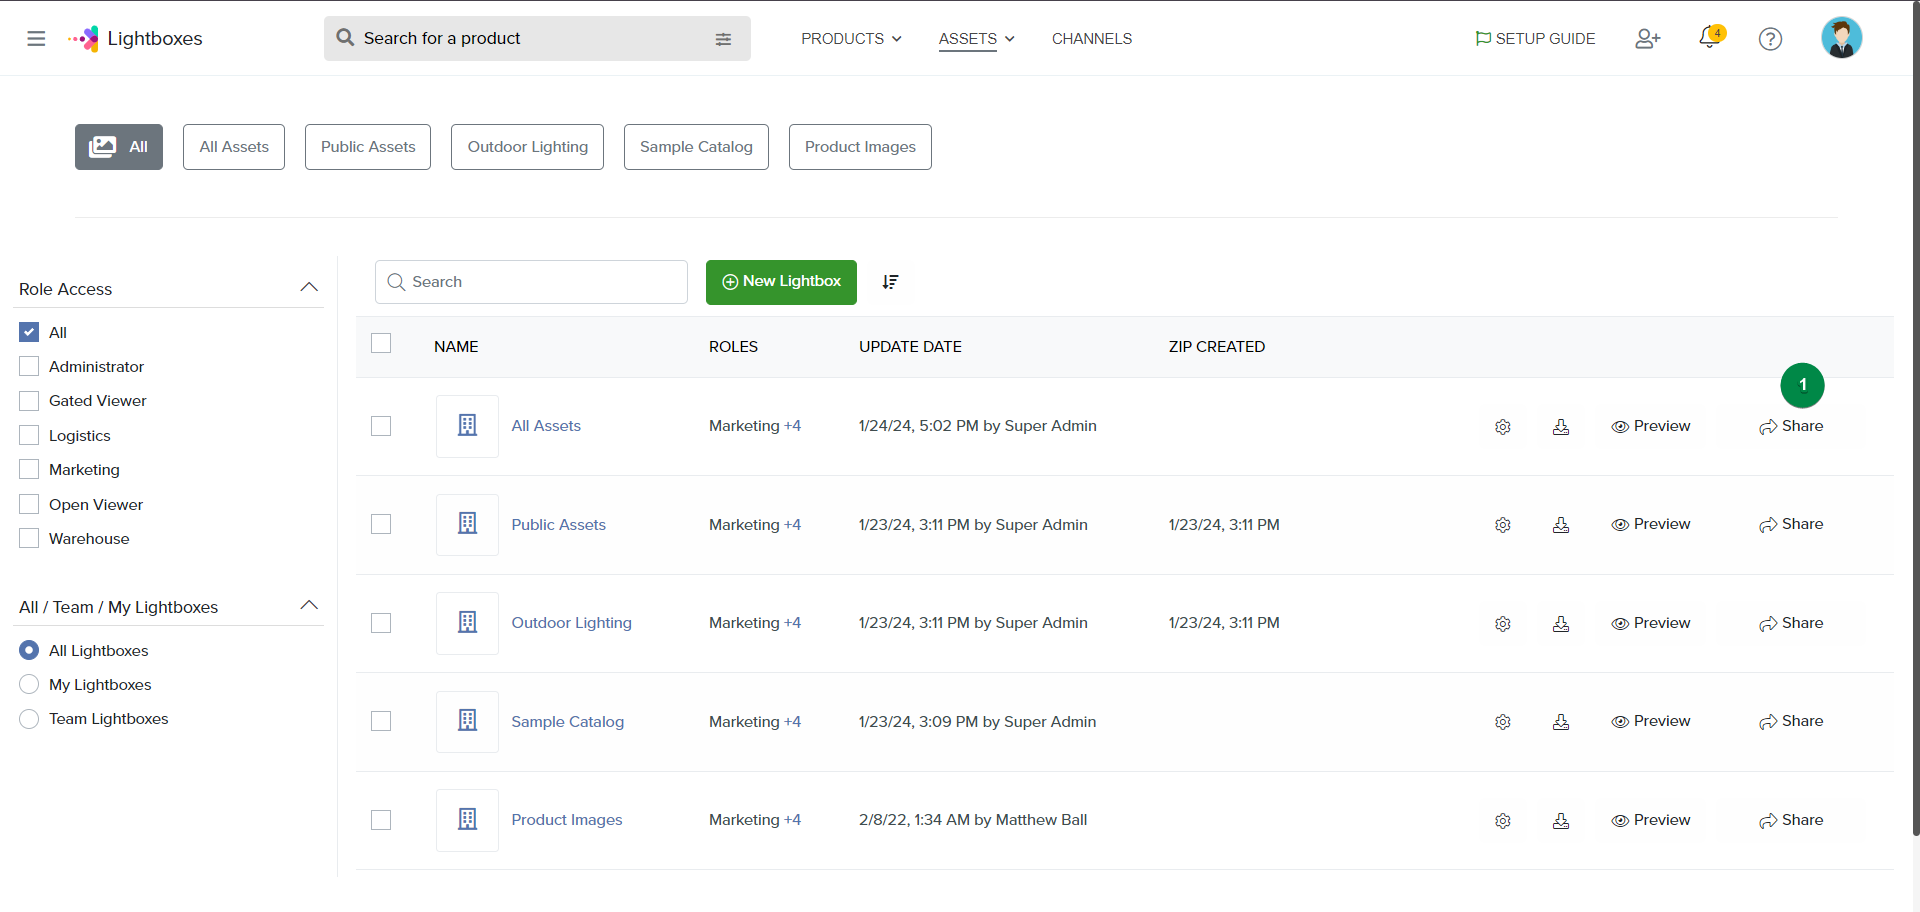 Lightboxes
Search for a product
PRODUCTS
ASSETS
CHANNELS
SETUP GUIDE
4
All
All Assets
Public Assets
Outdoor Lighting
Sample Catalog
Product Images
Role Access
All
Administrator
Gated Viewer
Logistics
Marketing
Open Viewer
Warehouse
All / Team / My Lightboxes
All Lightboxes
My Lightboxes
Team Lightboxes
Search
New Lightbox
NAME ROLES UPDATE DATE ZIP CREATED
1
All Assets Marketing +4 1/24/24, 5:02 PM by Super Admin Preview Share
Public Assets Marketing +4 1/23/24, 3:11 PM by Super Admin 1/23/24, 3:11 PM Preview Share
Outdoor Lighting Marketing +4 1/23/24, 3:11 PM by Super Admin 1/23/24, 3:11 PM Preview Share
Sample Catalog Marketing +4 1/23/24, 3:09 PM by Super Admin Preview Share
Product Images Marketing +4 2/8/22, 1:34 AM by Matthew Ball Preview Share